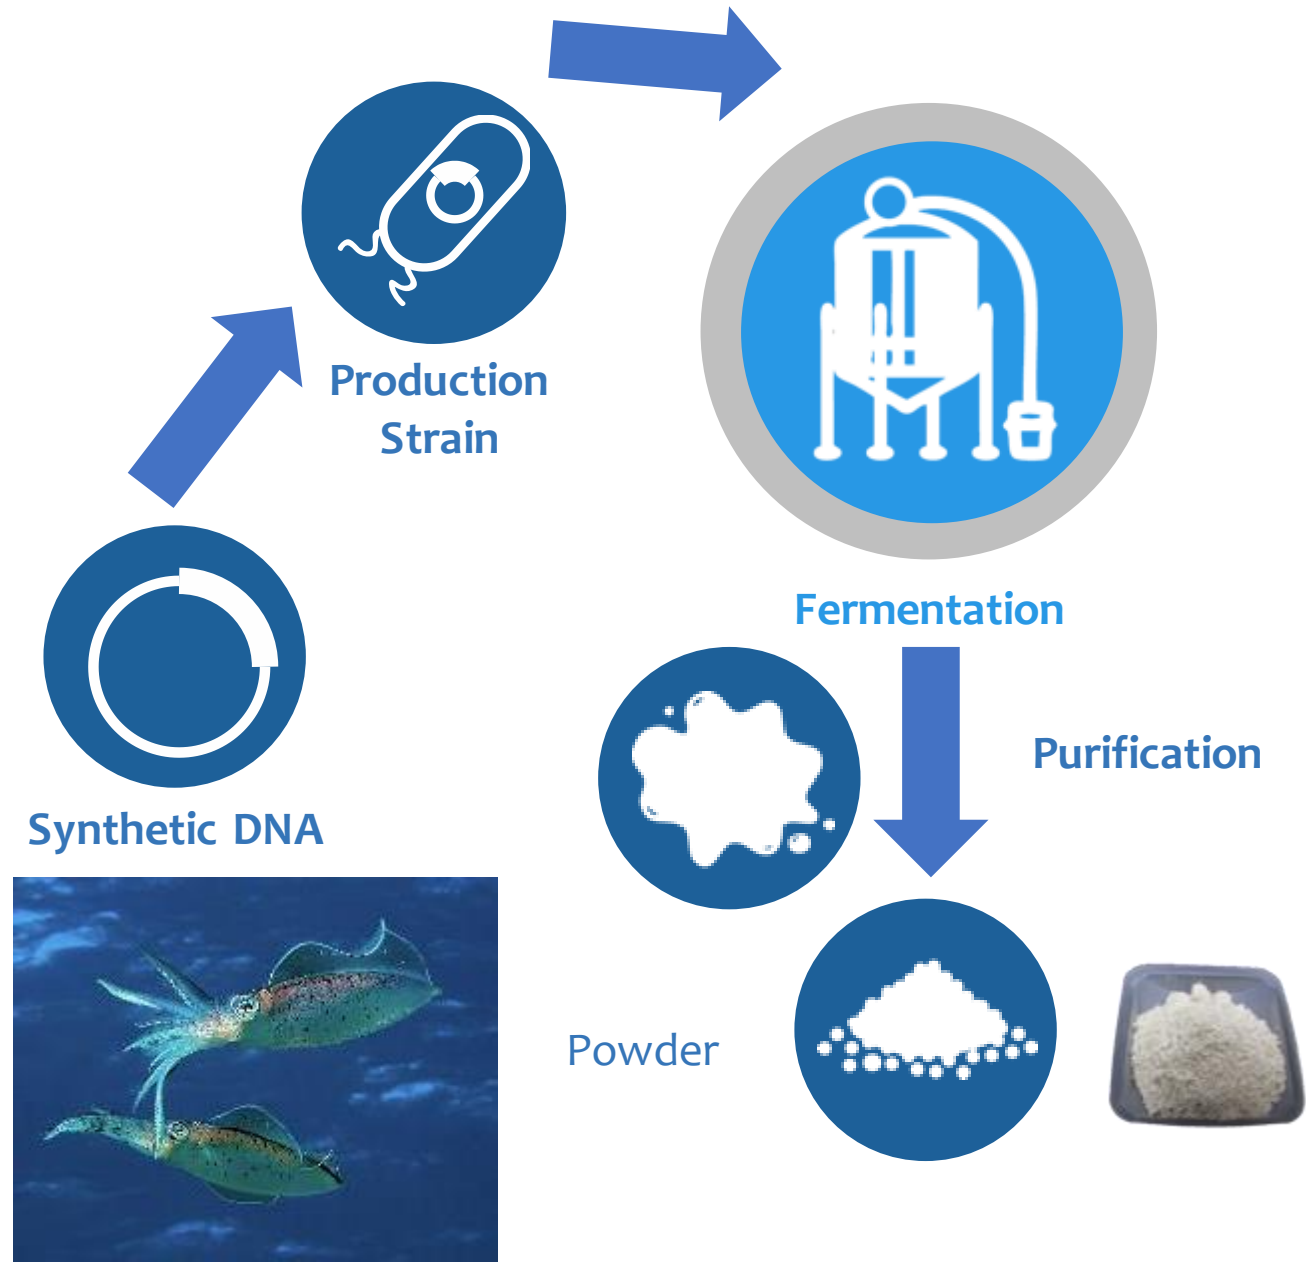 Production
Strain
Fermentation
Purification
Synthetic DNA
Powder